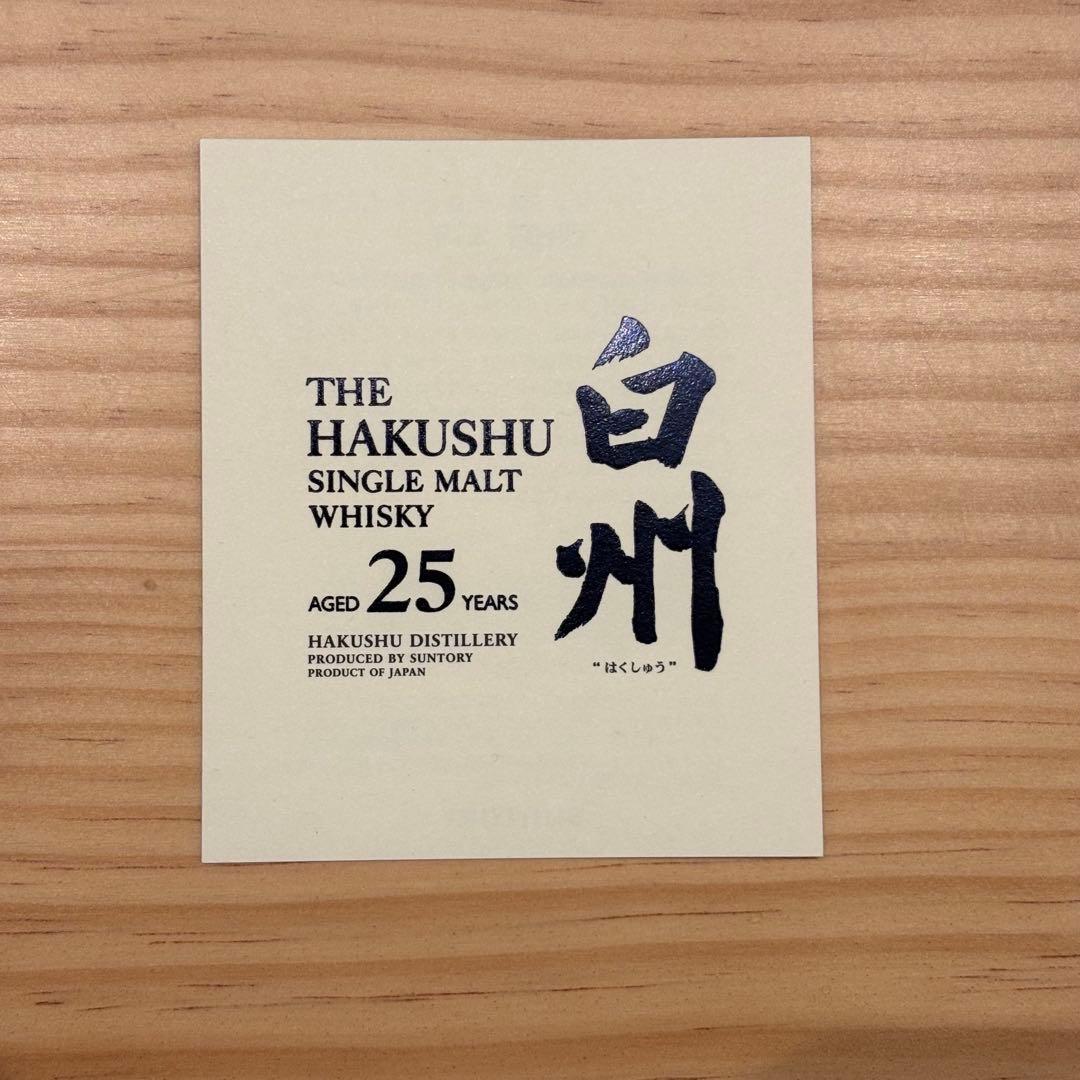 THE
HAKUSHU
SINGLE MALT
WHISKY
AGED 25 YEARS
HAKUSHU DISTILLERY
PRODUCED BY SUNTORY
PRODUCT OF JAPAN
白州
“はくしゅう”